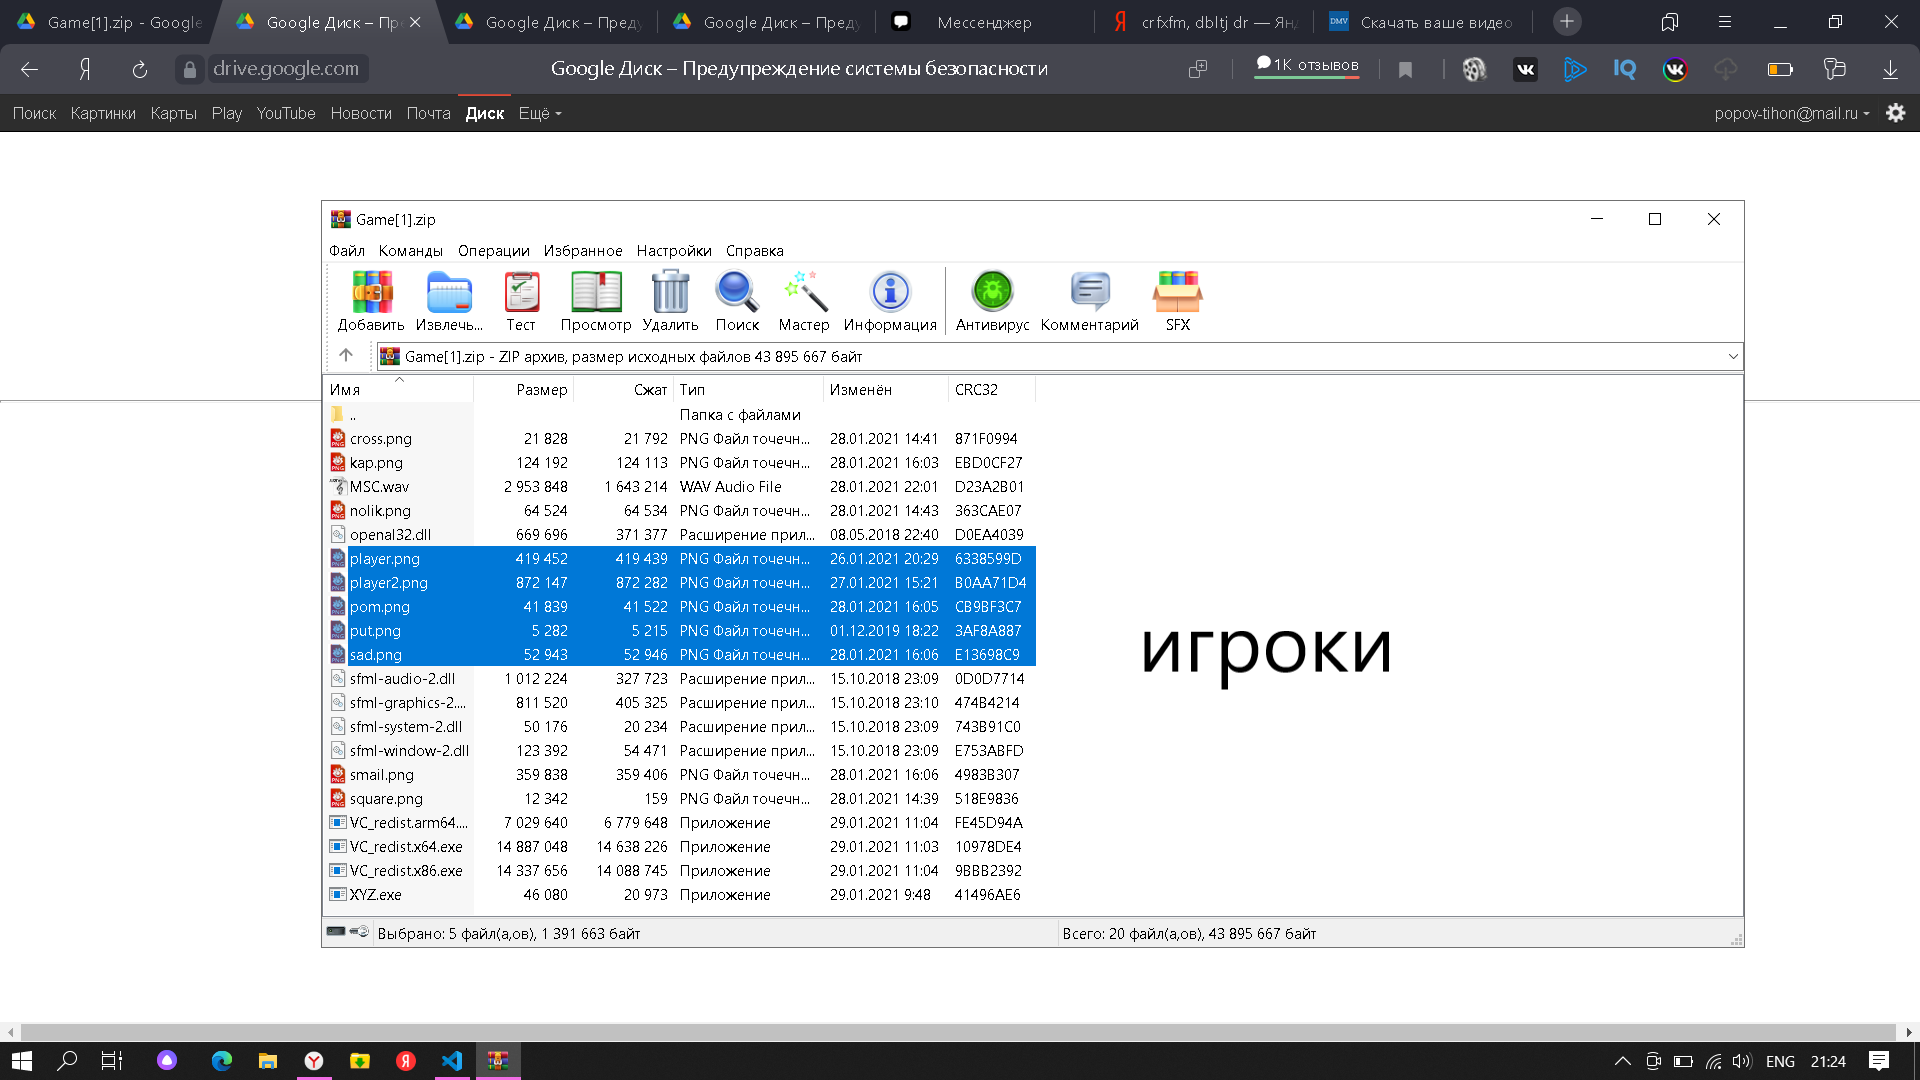 Game[1].zip - Google
Google Диск – Пре
Google Диск – Преду
Google Диск – Преду
Мессенджер
crfxfm, dbltj dr — Янд
DMV Скачать ваше видео
drive.google.com
Google Диск – Предупреждение системы безопасности
1K отзывов
Поиск Картинки Карты Play YouTube Новости Почта Диск Ещё
popov-tihon@mail.ru
Game[1].zip
Файл Команды Операции Избранное Настройки Справка
Добавить Извлечь... Тест Просмотр Удалить Поиск Мастер Информация Антивирус Комментарий SFX
Game[1].zip - ZIP архив, размер исходных файлов 43 895 667 байт
Имя Размер Сжат Тип Изменён CRC32
.. Папка с файлами
cross.png 21 828 21 792 PNG Файл точечн... 28.01.2021 14:41 871F0994
kap.png 124 192 124 113 PNG Файл точечн... 28.01.2021 16:03 EBD0CF27
MSC.wav 2 953 848 1 643 214 WAV Audio File 28.01.2021 22:01 D23A2B01
nolik.png 64 524 64 534 PNG Файл точечн... 28.01.2021 14:43 363CAE07
openal32.dll 669 696 371 377 Расширение прил... 08.05.2018 22:40 D0EA4039
player.png 419 452 419 439 PNG Файл точечн... 26.01.2021 20:29 6338599D
player2.png 872 147 872 282 PNG Файл точечн... 27.01.2021 15:21 B0AA71D4
pom.png 41 839 41 522 PNG Файл точечн... 28.01.2021 16:05 CB9BF3C7
put.png 5 282 5 215 PNG Файл точечн... 01.12.2019 18:22 3AF8A887
sad.png 52 943 52 946 PNG Файл точечн... 28.01.2021 16:06 E13698C9
sfml-audio-2.dll 1 012 224 327 723 Расширение прил... 15.10.2018 23:09 0D0D7714
sfml-graphics-2.... 811 520 405 325 Расширение прил... 15.10.2018 23:10 474B4214
sfml-system-2.dll 50 176 20 234 Расширение прил... 15.10.2018 23:09 743B91C0
sfml-window-2.dll 123 392 54 471 Расширение прил... 15.10.2018 23:09 E753ABFD
smail.png 359 838 359 406 PNG Файл точечн... 28.01.2021 16:06 4983B307
square.png 12 342 159 PNG Файл точечн... 28.01.2021 14:39 518E9836
VC_redist.arm64.... 7 029 640 6 779 648 Приложение 29.01.2021 11:04 FE45D94A
VC_redist.x64.exe 14 887 048 14 638 226 Приложение 29.01.2021 11:03 10978DE4
VC_redist.x86.exe 14 337 656 14 088 745 Приложение 29.01.2021 11:04 9BBB2392
XYZ.exe 46 080 20 973 Приложение 29.01.2021 9:48 41496AE6
игроки
Выбрано: 5 файл(а,ов), 1 391 663 байт
Всего: 20 файл(а,ов), 43 895 667 байт
ENG 21:24